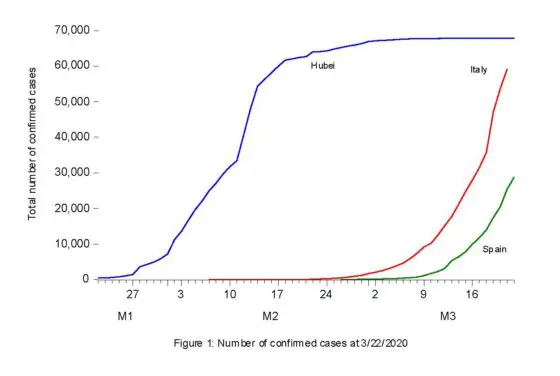 70,000
60,000
50,000
40,000
30,000
20,000
10,000
0
Total number of confirmed cases
Hubei
Italy
Spain
27 3 10 17 24 2 9 16
M1 M2 M3
Figure 1: Number of confirmed cases at 3/22/2020